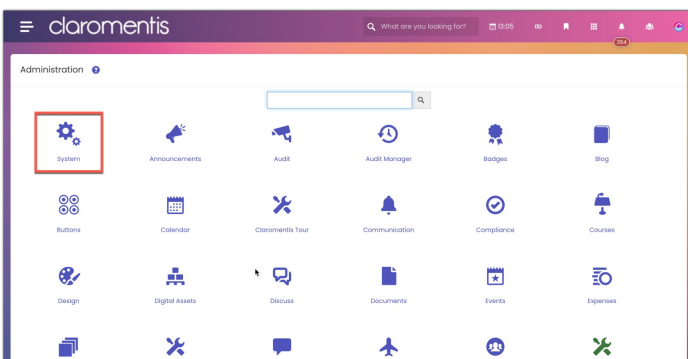 claromentis
What are you looking for?
13:05
354
Administration
System
Announcements
Audit
Audit Manager
Badges
Blog
Buttons
Calendar
Claromentis Tour
Communication
Compliance
Courses
Design
Digital Assets
Discuss
Documents
Events
Expenses